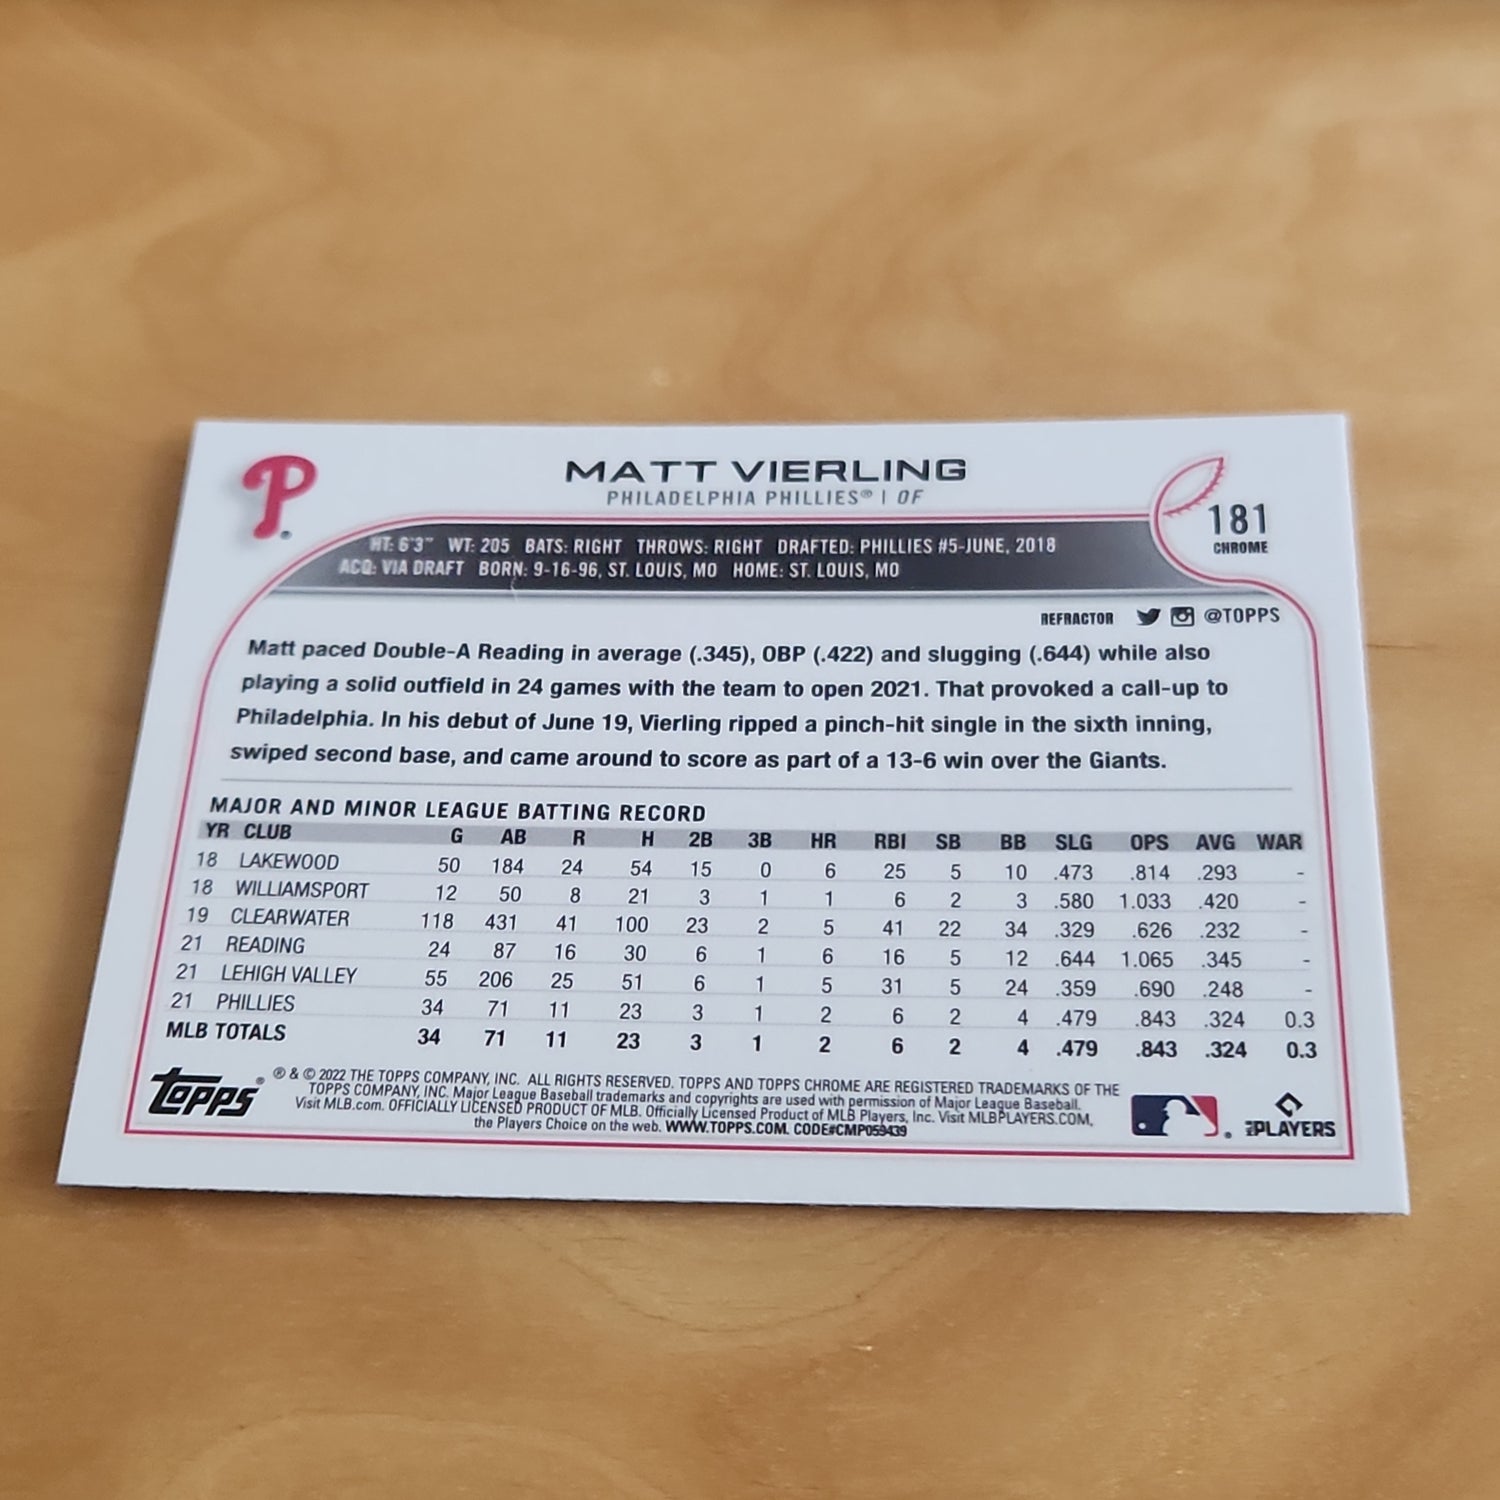 P
MATT VIERLING
PHILADELPHIA PHILLIES® | OF
181
CHROME
HT: 6'3" WT: 205 BATS: RIGHT THROWS: RIGHT DRAFTED: PHILLIES #5-JUNE, 2018
ACQ: VIA DRAFT BORN: 9-16-96, ST. LOUIS, MO HOME: ST. LOUIS, MO
REFRACTOR @TOPPS
Matt paced Double-A Reading in average (.345), OBP (.422) and slugging (.644) while also
playing a solid outfield in 24 games with the team to open 2021. That provoked a call-up to
Philadelphia. In his debut of June 19, Vierling ripped a pinch-hit single in the sixth inning,
swiped second base, and came around to score as part of a 13-6 win over the Giants.
MAJOR AND MINOR LEAGUE BATTING RECORD
YR CLUB G AB R H 2B 3B HR RBI SB BB SLG OPS AVG WAR
18 LAKEWOOD 50 184 24 54 15 0 6 25 5 10 .473 .814 .293 -
18 WILLIAMSPORT 12 50 8 21 3 1 1 6 2 3 .580 1.033 .420 -
19 CLEARWATER 118 431 41 100 23 2 5 41 22 34 .329 .626 .232 -
21 READING 24 87 16 30 6 1 6 16 5 12 .644 1.065 .345 -
21 LEHIGH VALLEY 55 206 25 51 6 1 5 31 5 24 .359 .690 .248 -
21 PHILLIES 34 71 11 23 3 1 2 6 2 4 .479 .843 .324 0.3
MLB TOTALS 34 71 11 23 3 1 2 6 2 4 .479 .843 .324 0.3
TOPPS®
® & © 2022 THE TOPPS COMPANY, INC. ALL RIGHTS RESERVED. TOPPS AND TOPPS CHROME ARE REGISTERED TRADEMARKS OF THE
TOPPS COMPANY, INC. Major League Baseball trademarks and copyrights are used with permission of Major League Baseball.
Visit MLB.com. OFFICIALLY LICENSED PRODUCT OF MLB. Officially Licensed Product of MLB Players, Inc. Visit MLBPLAYERS.COM,
the Players Choice on the web. WWW.TOPPS.COM. CODE#CMP059439
MLB PLAYERS